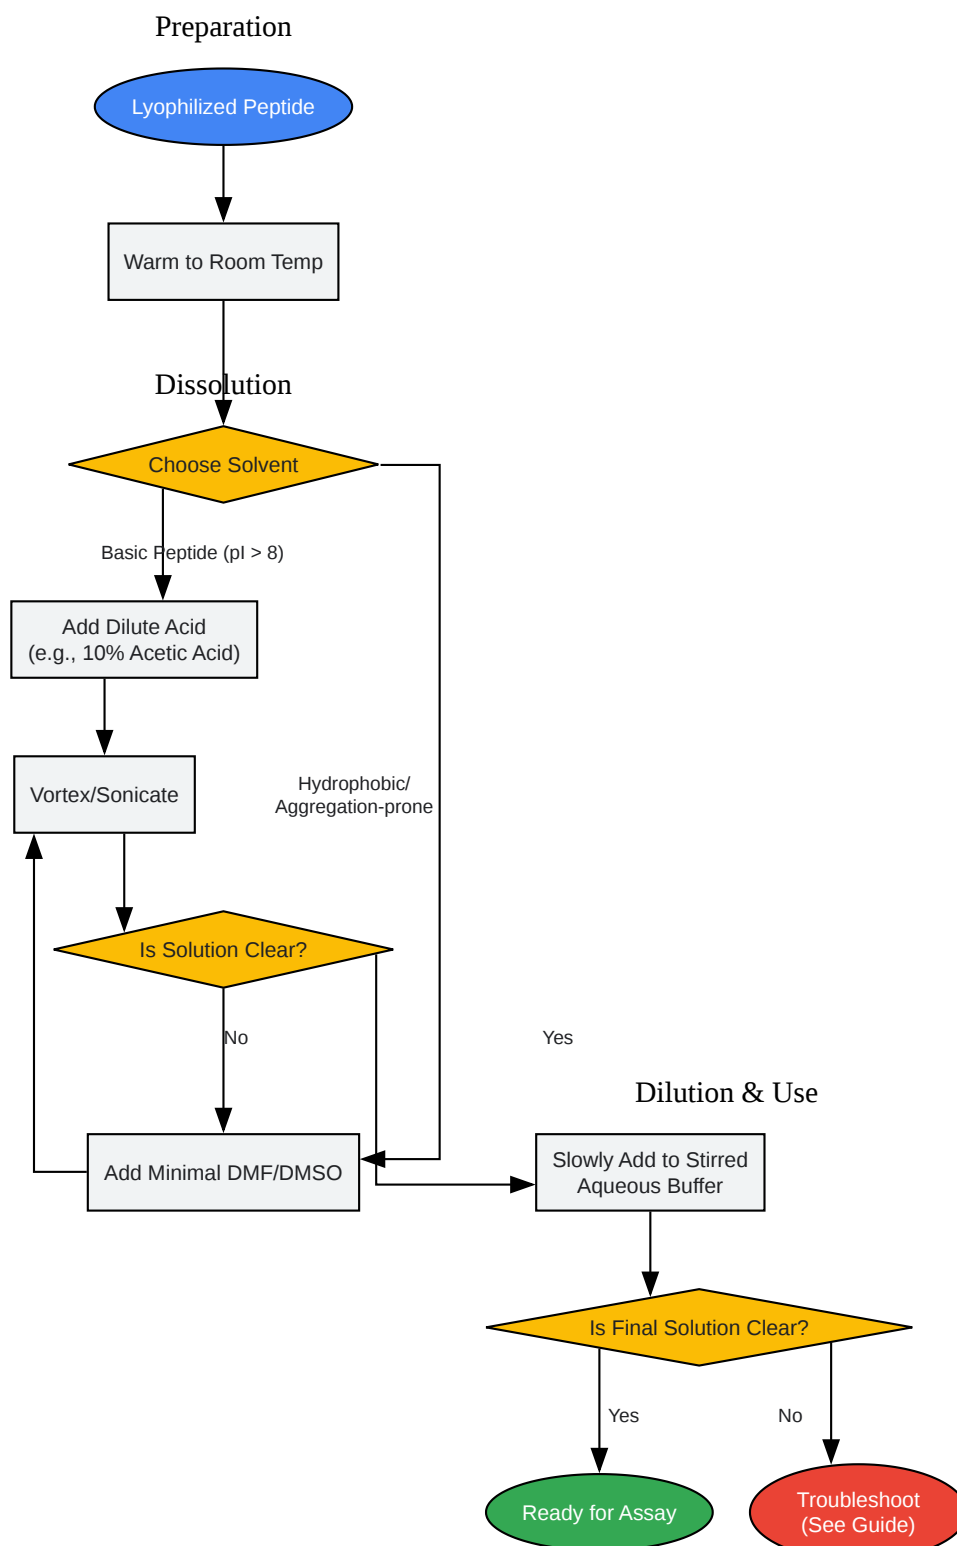 Preparation
Lyophilized Peptide
Warm to Room Temp
Dissolution
Choose Solvent
Basic Peptide (pI > 8)
Add Dilute Acid
(e.g., 10% Acetic Acid)
Vortex/Sonicate
Hydrophobic/
Aggregation-prone
Is Solution Clear?
No
Yes
Dilution & Use
Add Minimal DMF/DMSO
Slowly Add to Stirred
Aqueous Buffer
Is Final Solution Clear?
Yes
No
Ready for Assay
Troubleshoot
(See Guide)